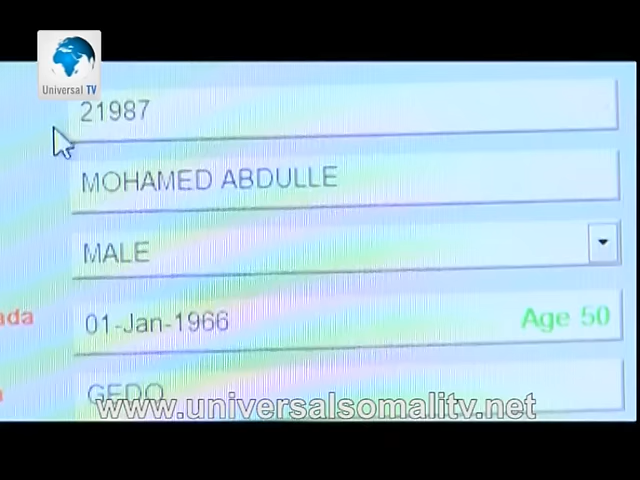 Universal TV
21987
MOHAMED ABDULLE
MALE
ada
01-Jan-1966 Age 50
GEDO
www.universalsomalitv.net